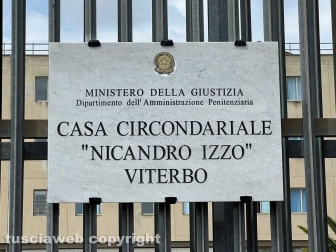 MINISTERO DELLA GIUSTIZIA
Dipartimento dell'Amministrazione Penitenziaria
CASA CIRCONDARIALE
"NICANDRO IZZO"
VITERBO
tusciaweb copyright